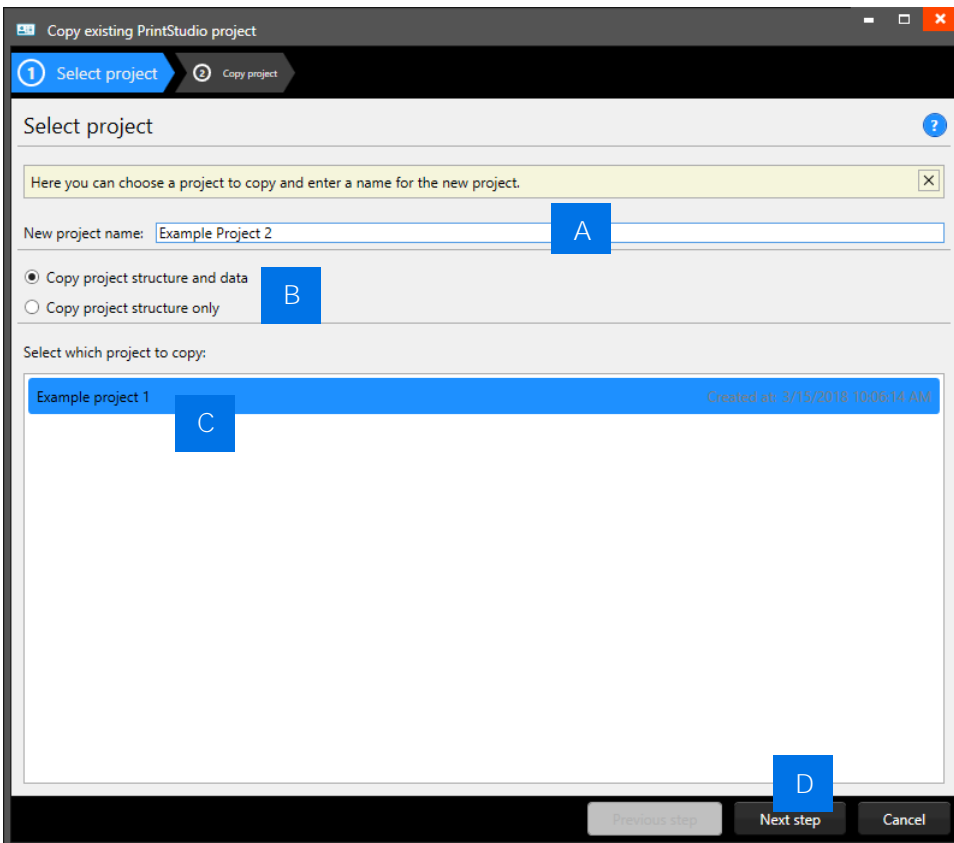 Copy existing PrintStudio project
1 Select project 2 Copy project
Select project ?
Here you can choose a project to copy and enter a name for the new project.
A
New project name: Example Project 2
Copy project structure and data
B
Copy project structure only
Select which project to copy:
Example project 1 Created at: 3/15/2018 10:06:14 AM
C
D
Previous step Next step Cancel